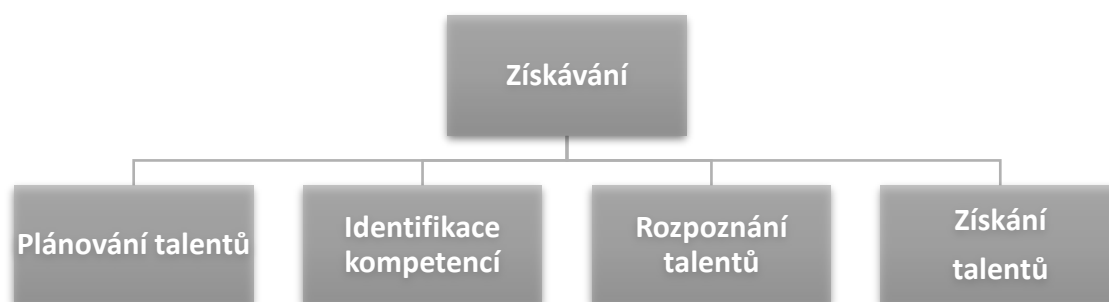 Získávání
Plánování talentů
Identifikace
kompetencí
Rozpoznání
talentů
Získání
talentů